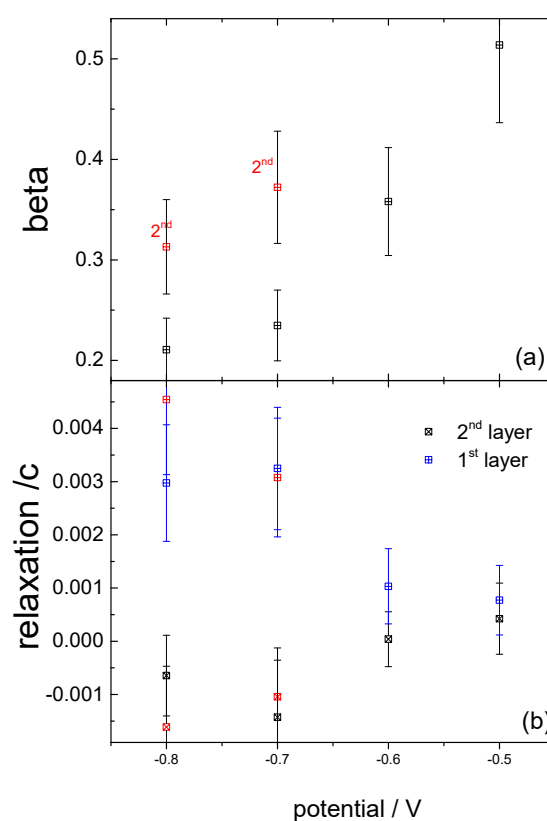 0.5
0.4
0.3
0.2
beta
2nd
2nd
(a)
0.004
0.003
0.002
0.001
0.000
-0.001
relaxation /c
2nd layer
1st layer
(b)
-0.8 -0.7 -0.6 -0.5
potential / V